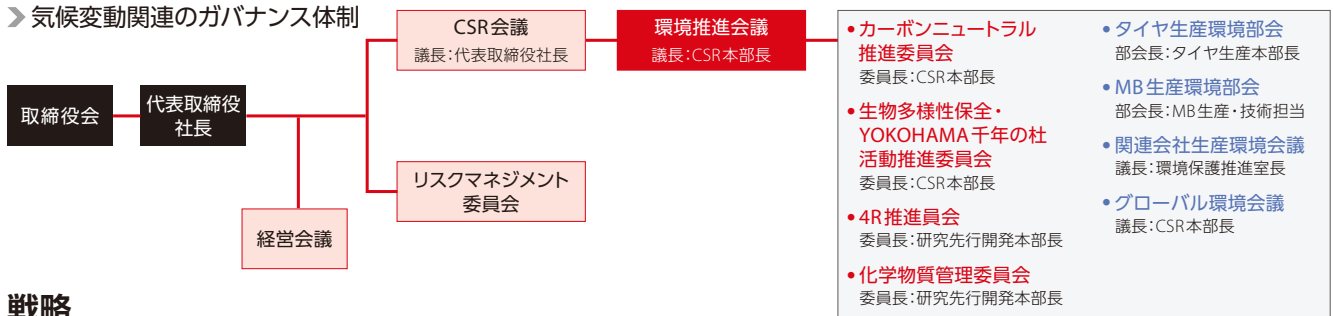 気候変動関連のガバナンス体制
取締役会
代表取締役
社長
経営会議
CSR会議
議長:代表取締役社長
リスクマネジメント
委員会
環境推進会議
議長:CSR本部長
•カーボンニュートラル
推進委員会
委員長:CSR本部長
•生物多様性保全・
YOKOHAMA千年の杜
活動推進委員会
委員長:CSR本部長
•4R推進員会
委員長:研究先行開発本部長
•化学物質管理委員会
委員長:研究先行開発本部長
•タイヤ生産環境部会
部会長:タイヤ生産本部長
•MB生産環境部会
部会長:MB生産・技術担当
•関連会社生産環境会議
議長:環境保護推進室長
•グローバル環境会議
議長:CSR本部長
戦略